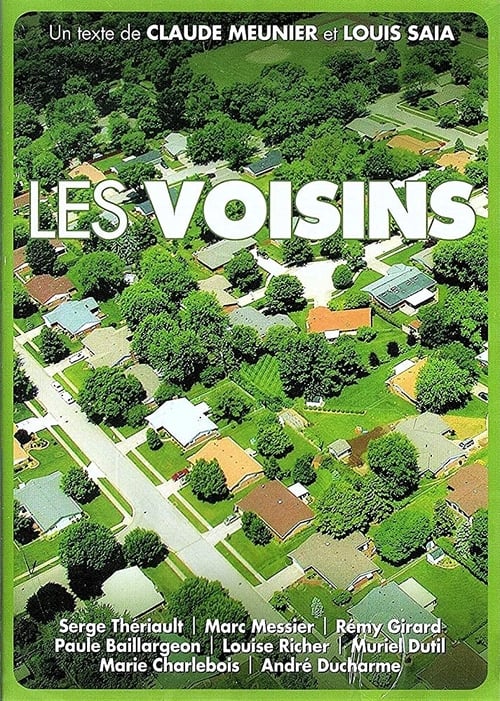 Un texte de CLAUDE MEUNIER et LOUIS SAIA
LES VOISINS
Serge Thériault | Marc Messier | Rémy Girard
Paule Baillargeon | Louise Richer | Muriel Dutil
Marie Charlebois | André Ducharme